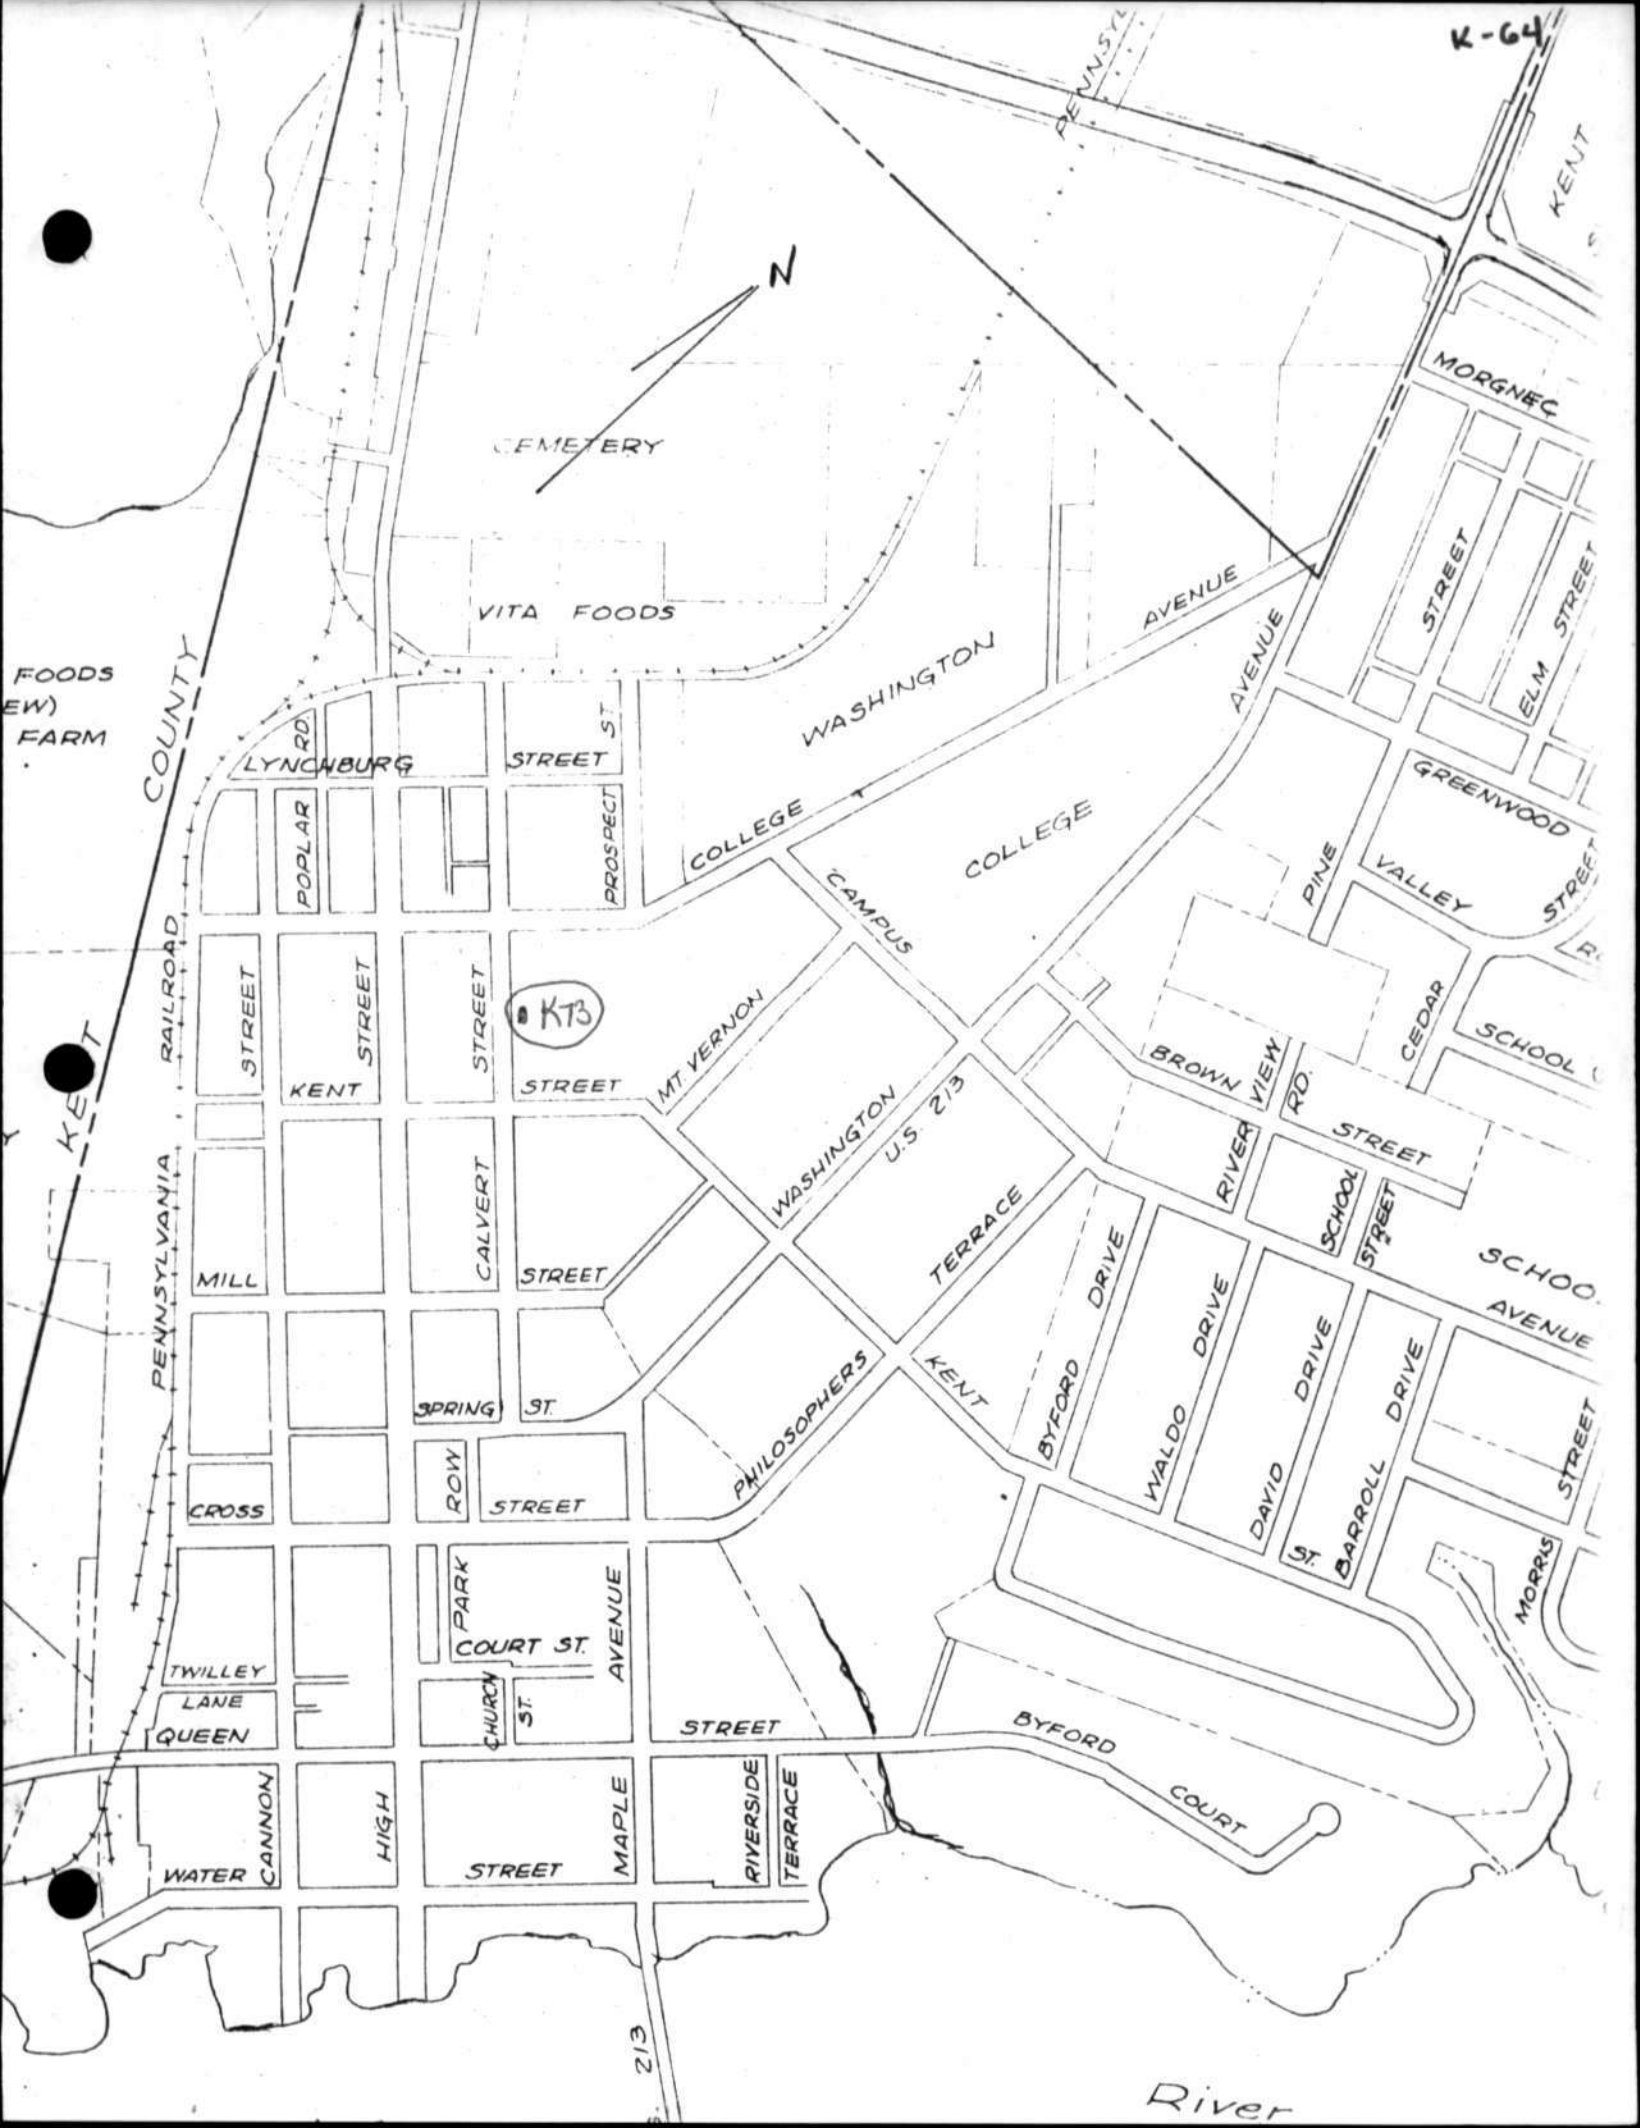 K-64
PENNSYL
KENT
N
MORGNEC
CEMETERY
STREET
ELM STREET
VITA FOODS
AVENUE
WASHINGTON
AVENUE
FOODS
EW)
FARM
COUNTY
RD.
LYNCHBURG STREET
ST
GREENWOOD
COLLEGE
COLLEGE
POPLAR
PROSPECT
PINE
VALLEY
STREET
CAMPUS
RAILROAD
STREET
STREET
STREET
K73
MT. VERNON
CEDAR
SCHOOL
KENT
KENT STREET
BROWN
VIEW
RD.
WASHINGTON
U.S. 213
STREET
RIVER
SCHOOL
STREET
PENNSYLVANIA
CALVERT
TERRACE
DRIVE
SCHOO
MILL STREET
DRIVE
DRIVE
DRIVE
AVENUE
SPRING ST.
PHILOSOPHERS
KENT
BYFORD
WALDO
DAVID
BARROLL
STREET
CROSS
ROW
STREET
ST.
MORRIS
PARK
COURT ST.
AVENUE
TWILLEY
LANE
CHURCH
ST.
QUEEN
STREET
BYFORD
COURT
CANNON
HIGH
MAPLE
RIVERSIDE
TERRACE
WATER STREET
213
S.
River